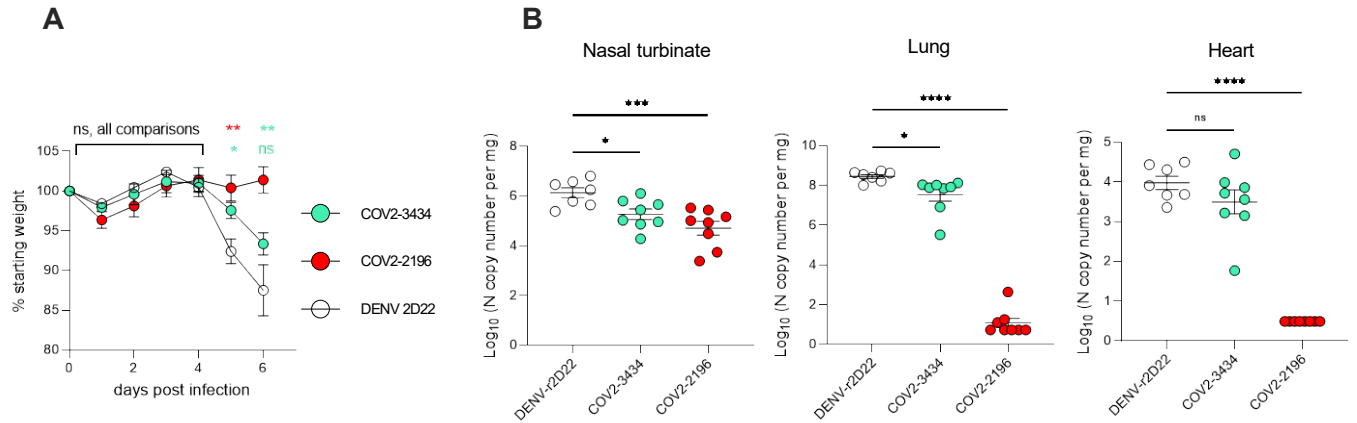 A
ns, all comparisons
** **
* ns
105
100
95
90
85
80
% starting weight
0 2 4 6
days post infection
COV2-3434
COV2-2196
DENV 2D22
B
Nasal turbinate
***
*
8
6
4
2
0
Log10 (N copy number per mg)
DENV-r2D22
COV2-3434
COV2-2196
Lung
****
*
10
8
6
4
2
0
Log10 (N copy number per mg)
DENV-r2D22
COV2-3434
COV2-2196
Heart
****
ns
5
4
3
2
1
0
Log10 (N copy number per mg)
DENV-r2D22
COV2-3434
COV2-2196